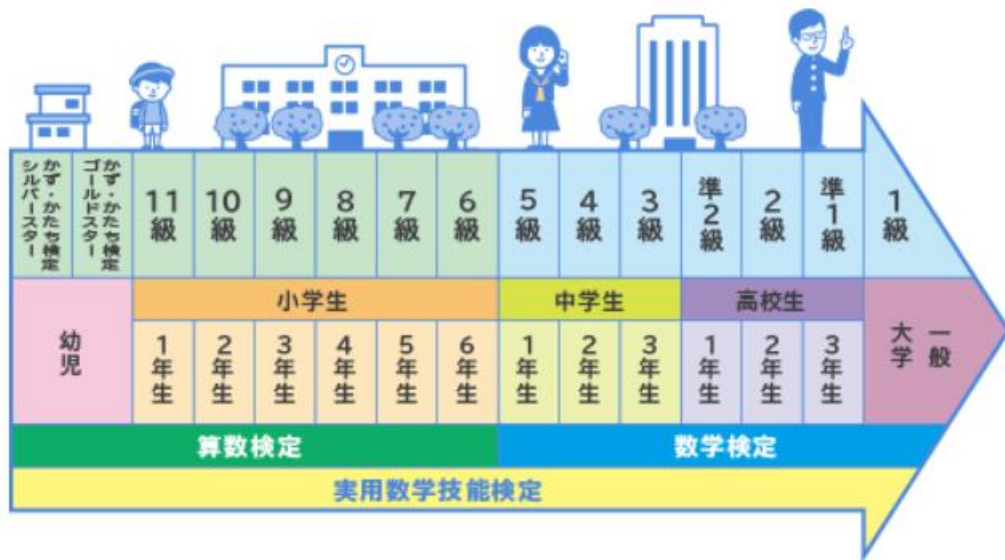 かず・かたち検定
シルバースター
かず・かたち検定
ゴールドスター
11級
10級
9級
8級
7級
6級
5級
4級
3級
準2級
2級
準1級
1級
幼児
小学生
中学生
高校生
大学
一般
1年生
2年生
3年生
4年生
5年生
6年生
1年生
2年生
3年生
1年生
2年生
3年生
算数検定
数学検定
実用数学技能検定